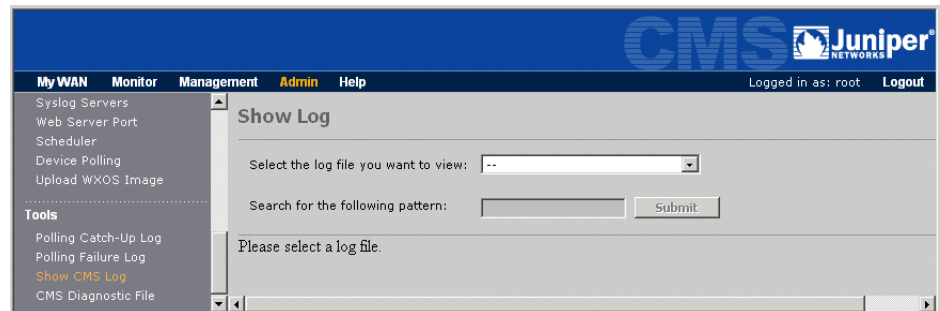 CMS
Juniper®
NETWORKS
My WAN Monitor Management Admin Help Logged in as: root Logout
Syslog Servers
Web Server Port
Scheduler
Device Polling
Upload WXOS Image
Tools
Polling Catch-Up Log
Polling Failure Log
Show CMS Log
CMS Diagnostic File
Show Log
Select the log file you want to view: --
Search for the following pattern: Submit
Please select a log file.